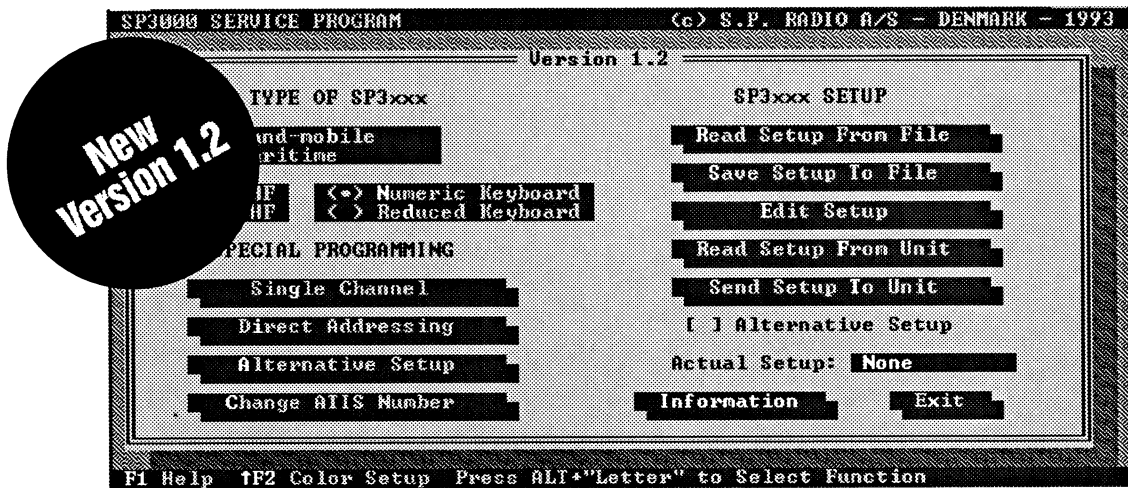 SP3000 SERVICE PROGRAM (c) S.P. RADIO A/S - DENMARK - 1993
Version 1.2
New
Version 1.2
TYPE OF SP3xxx
SP3xxx SETUP
(•) Numeric Keyboard
( ) Reduced Keyboard
PROGRAMMING
Single Channel
Direct Addressing
Alternative Setup
Change ATIS Number
Read Setup From File
Save Setup To File
Edit Setup
Read Setup From Unit
Send Setup To Unit
[ ] Alternative Setup
Actual Setup: None
Information
Exit
F1 Help ↑F2 Color Setup Press ALT+"Letter" to Select Function